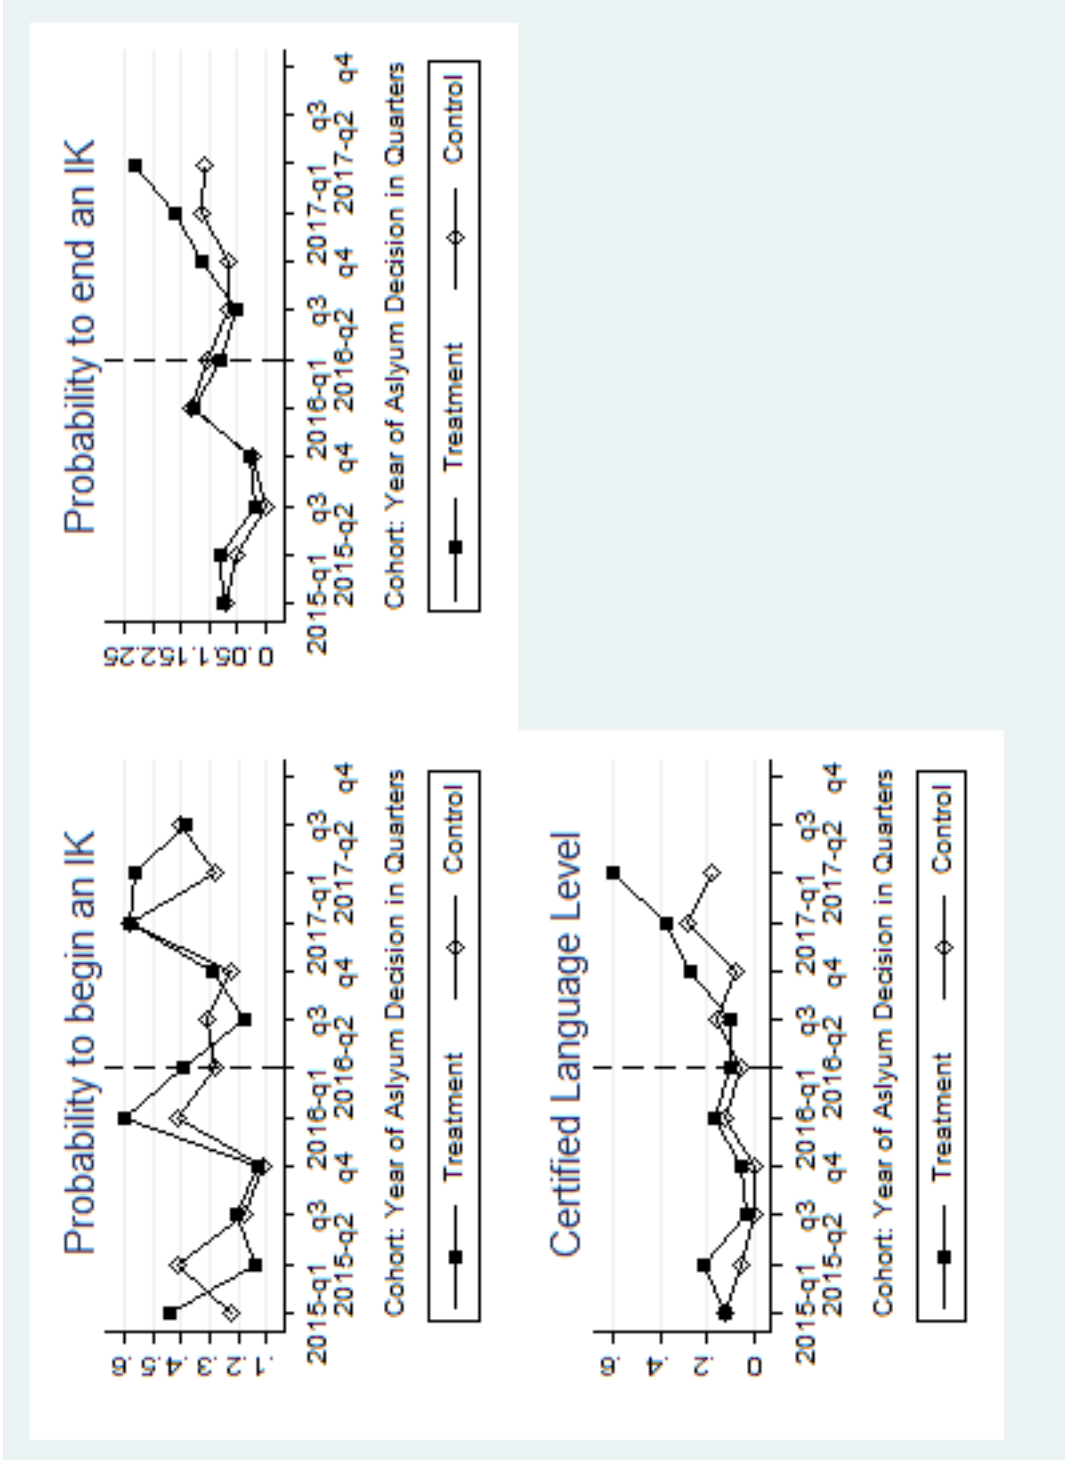 Probability to begin an IK
.6
.5
.4
.3
.2
.1
2015-q1 q3 2016-q1 q3 2017-q1 q3
2015-q2 q4 2016-q2 q4 2017-q2 q4
Cohort: Year of Aslyum Decision in Quarters
Treatment Control
Probability to end an IK
.25
.2
.15
.1
.05
0
2015-q1 q3 2016-q1 q3 2017-q1 q3
2015-q2 q4 2016-q2 q4 2017-q2 q4
Cohort: Year of Aslyum Decision in Quarters
Treatment Control
Certified Language Level
.6
.4
.2
0
2015-q1 q3 2016-q1 q3 2017-q1 q3
2015-q2 q4 2016-q2 q4 2017-q2 q4
Cohort: Year of Aslyum Decision in Quarters
Treatment Control